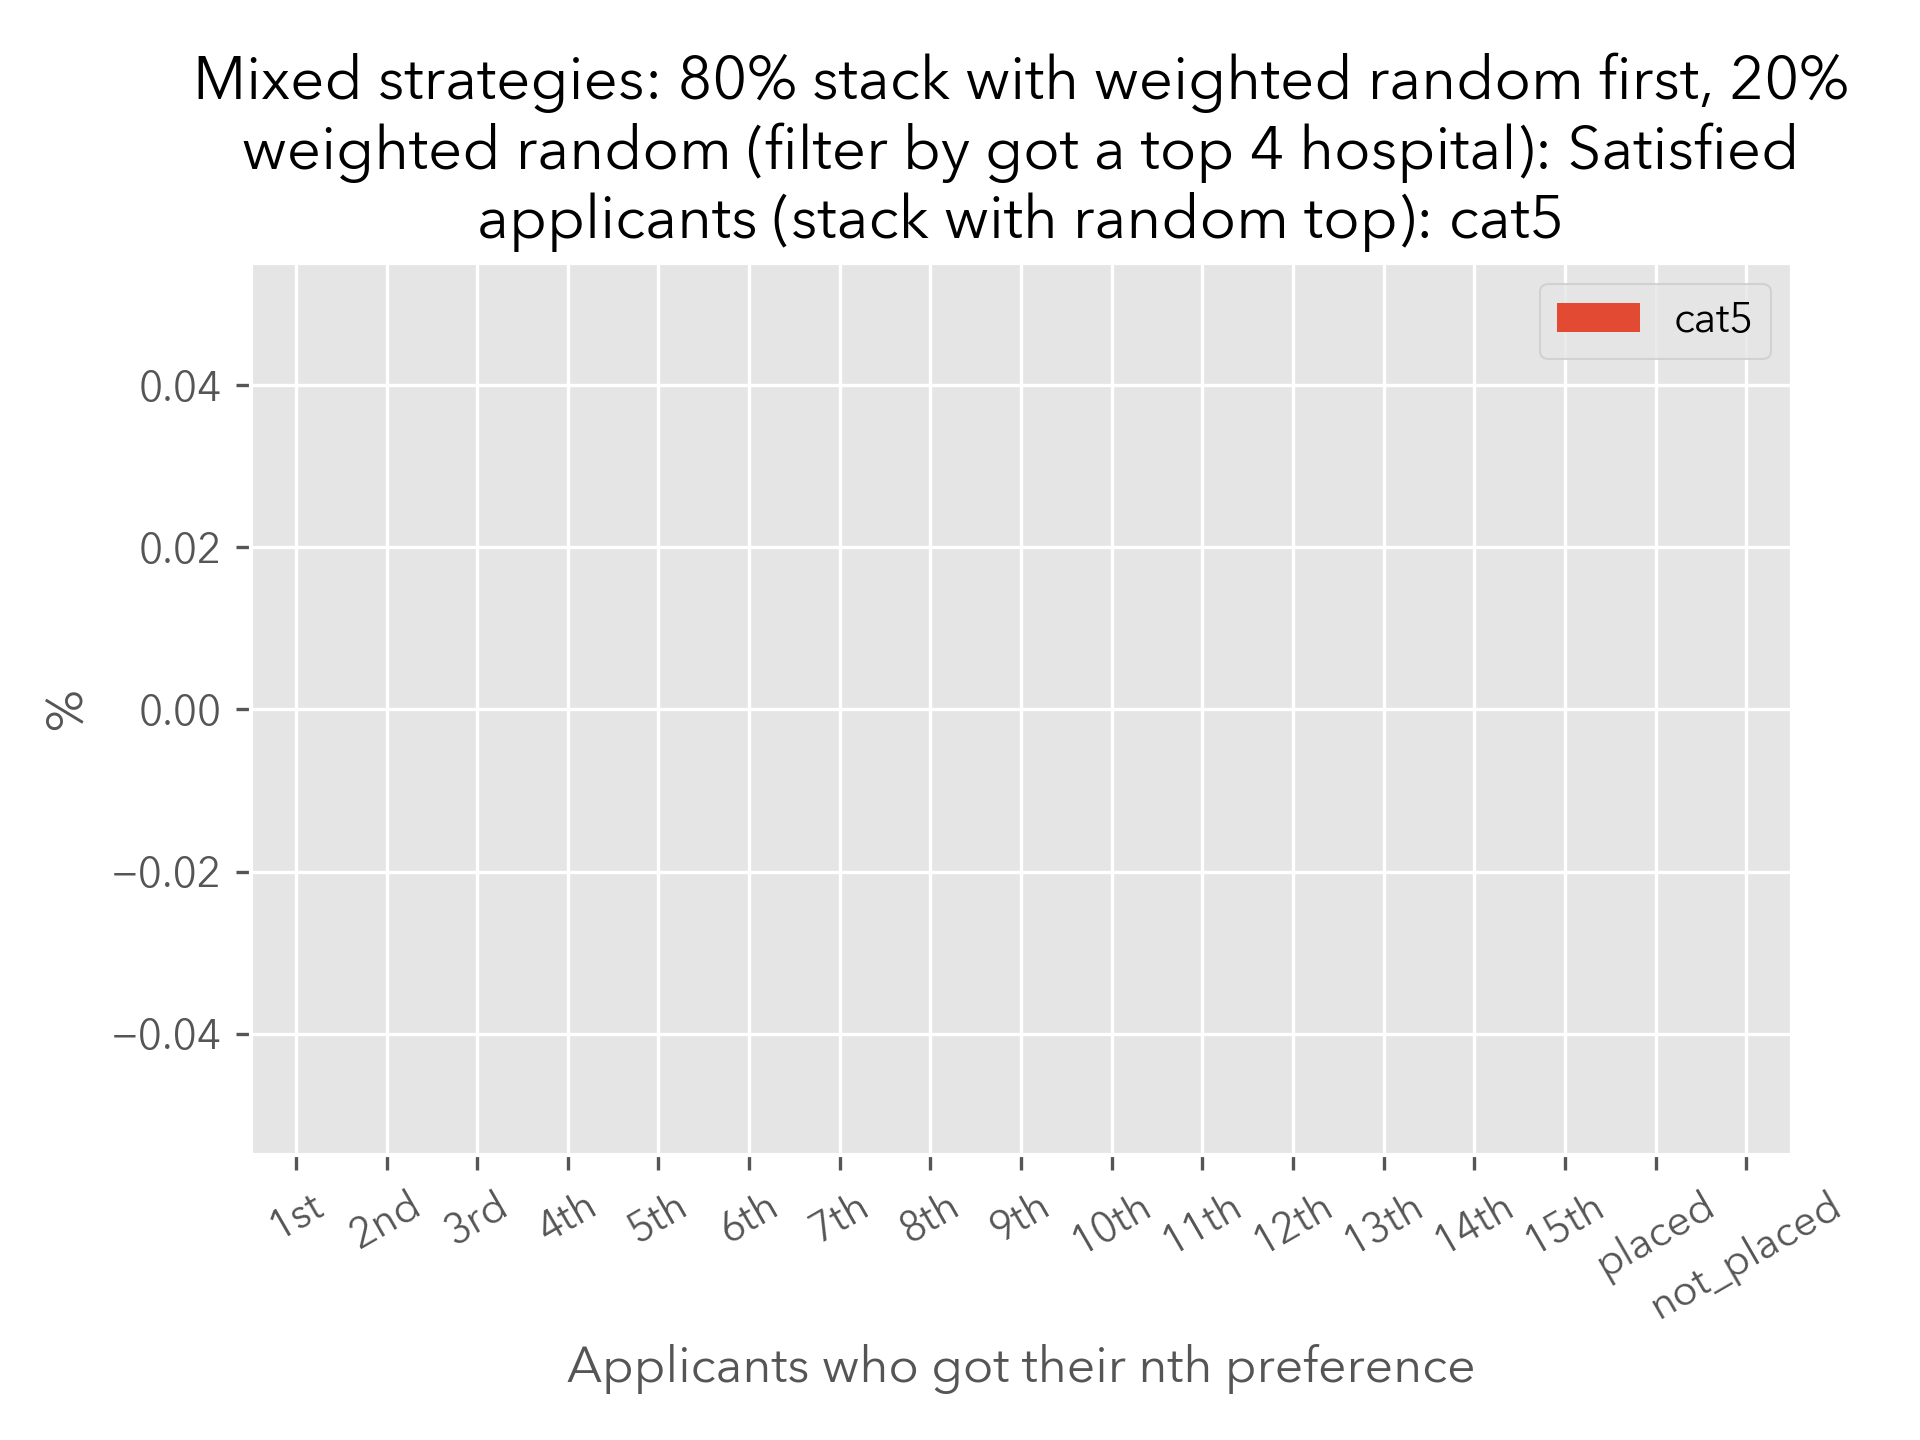 Mixed strategies: 80% stack with weighted random first, 20%
weighted random (filter by got a top 4 hospital): Satisfied
applicants (stack with random top): cat5
cat5
0.04
0.02
0.00
−0.02
−0.04
%
1st 2nd 3rd 4th 5th 6th 7th 8th 9th 10th 11th 12th 13th 14th 15th placed not_placed
Applicants who got their nth preference